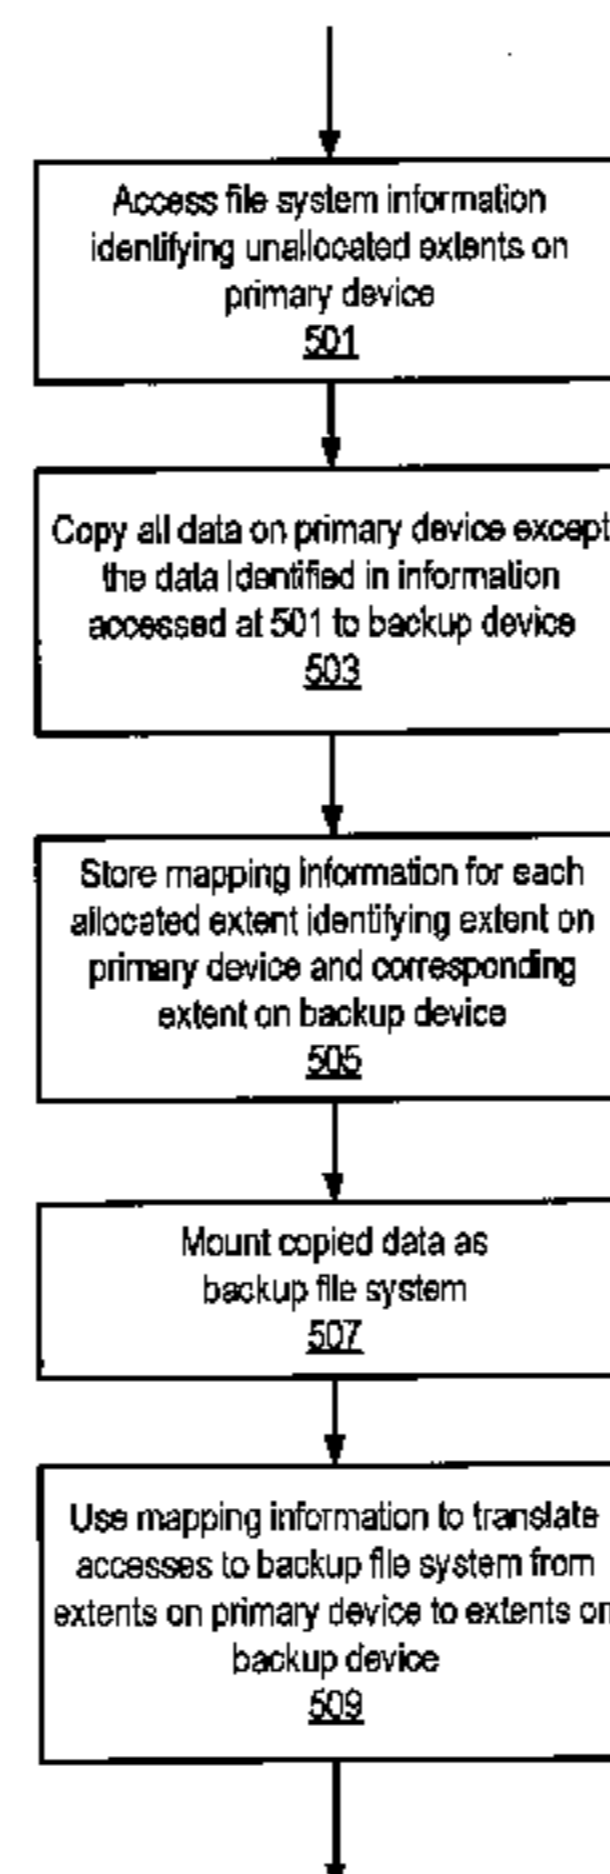 Access file system information
identifying unallocated extents on
primary device
501
Copy all data on primary device except
the data identified in information
accessed at 501 to backup device
503
Store mapping information for each
allocated extent identifying extent on
primary device and corresponding
extent on backup device
505
Mount copied data as
backup file system
507
Use mapping information to translate
accesses to backup file system from
extents on primary device to extents on
backup device
509